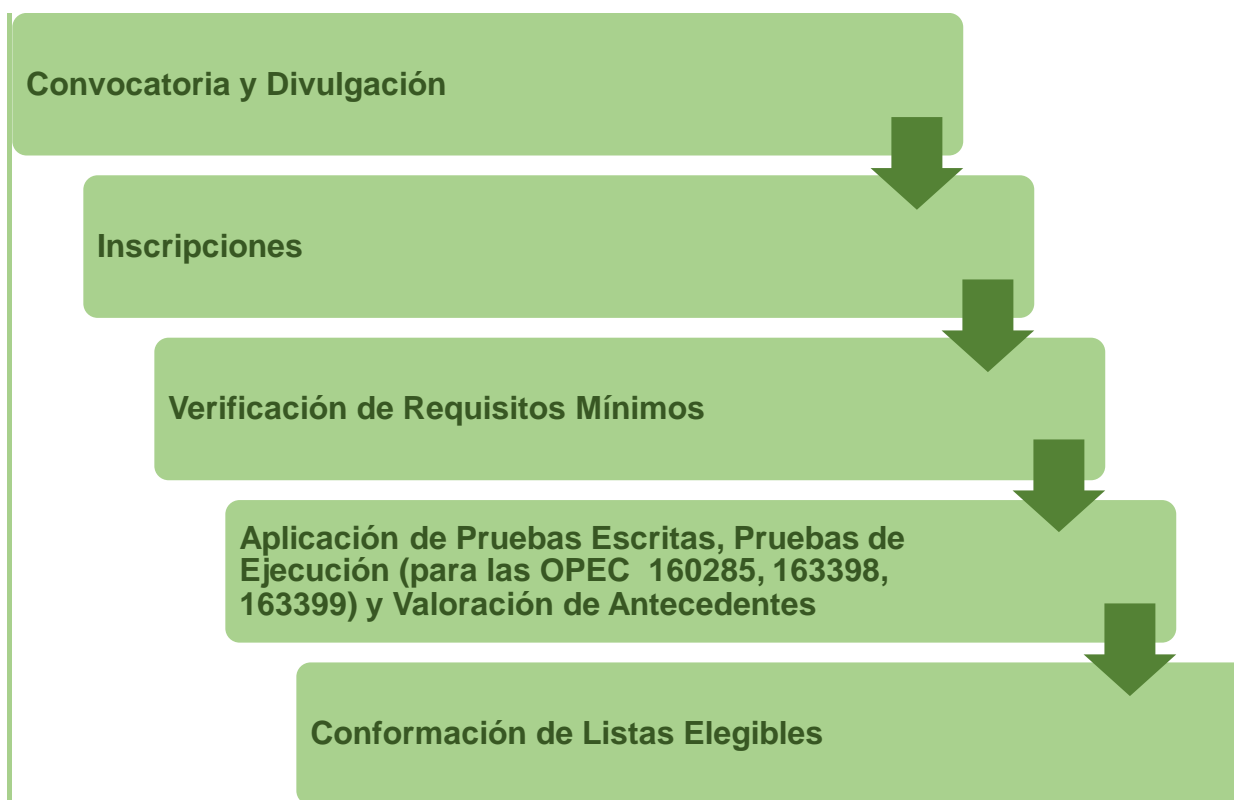 Convocatoria y Divulgación
Inscripciones
Verificación de Requisitos Mínimos
Aplicación de Pruebas Escritas, Pruebas de
Ejecución (para las OPEC  160285, 163398,
163399) y Valoración de Antecedentes
Conformación de Listas Elegibles